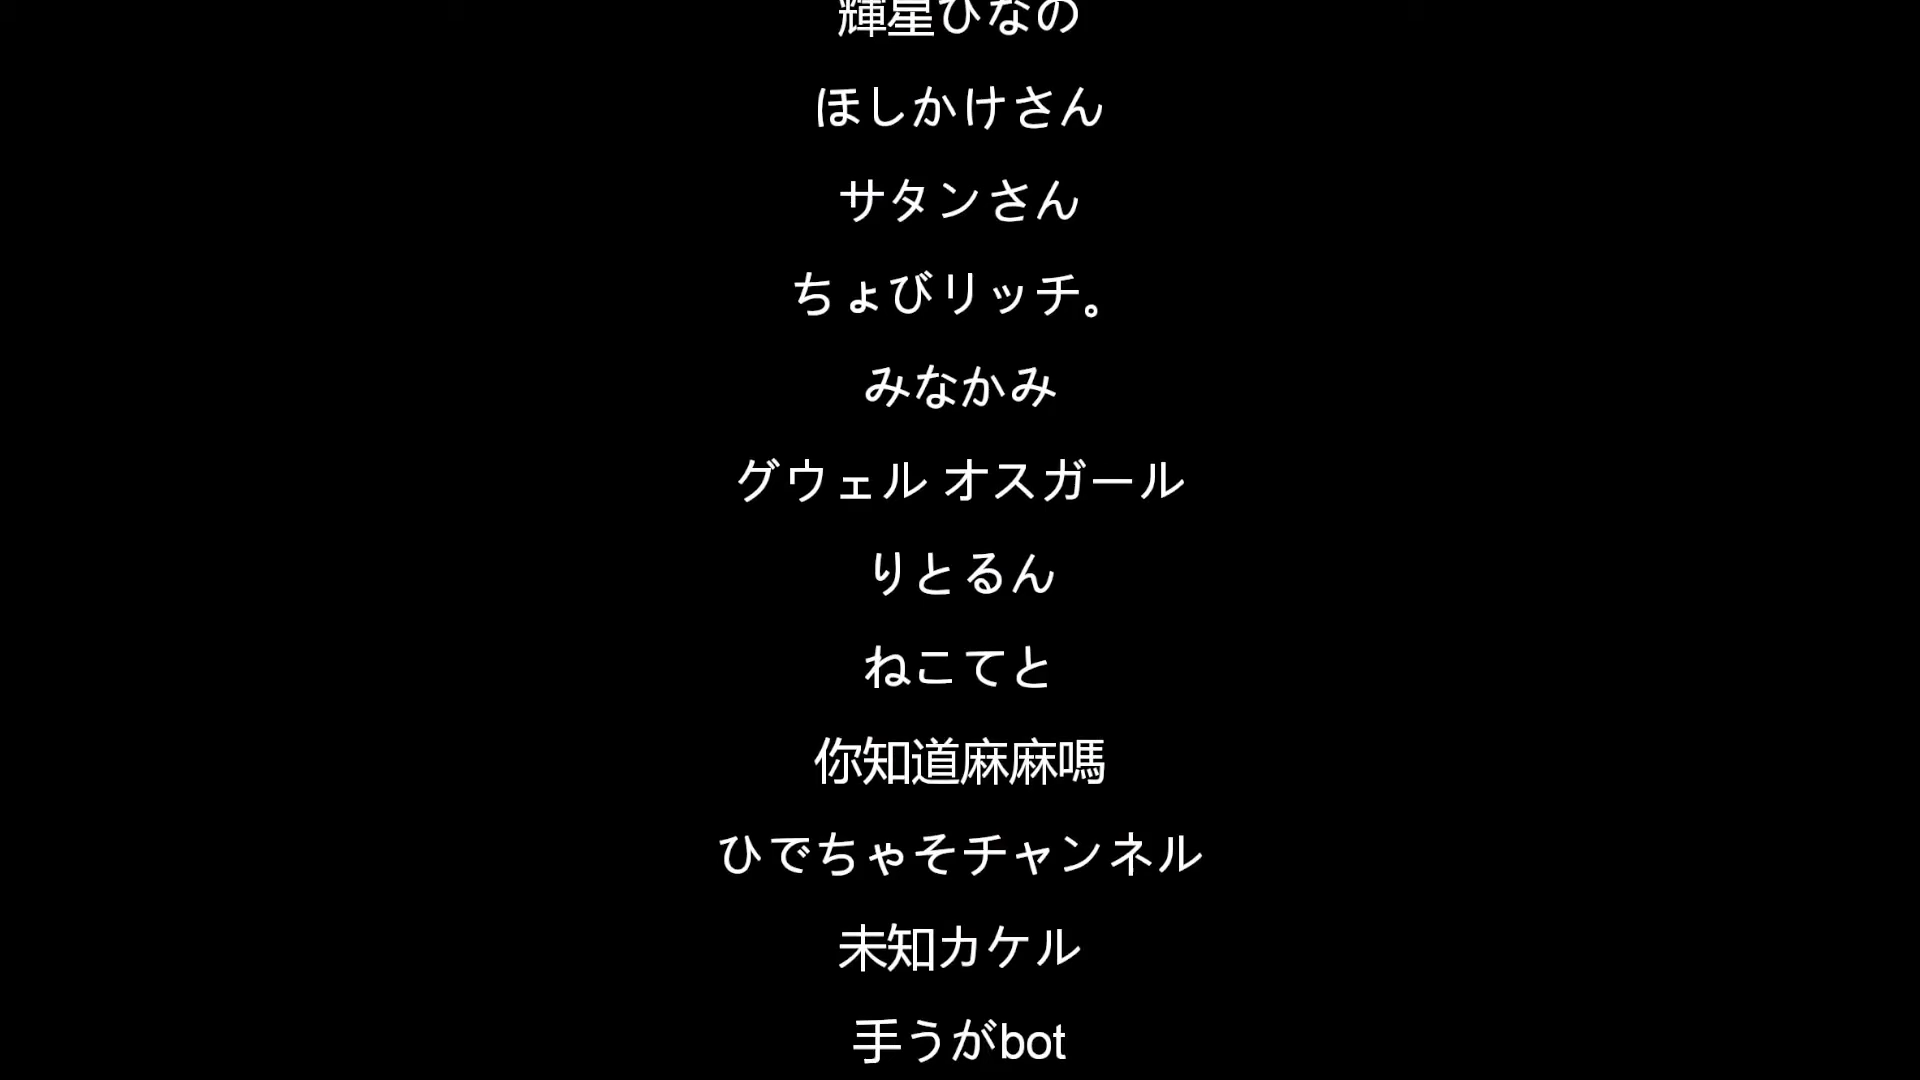 輝星ひなの
ほしかけさん
サタンさん
ちょびリッチ。
みなかみ
グウェル オスガール
りとるん
ねこてと
你知道麻麻嗎
ひでちゃそチャンネル
未知カケル
手うがbot